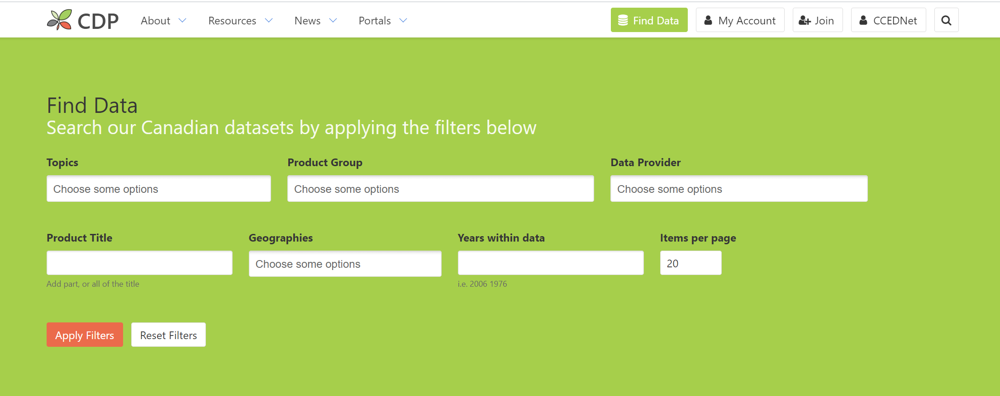 CDP About Resources News Portals Find Data My Account Join CCEDNet
Find Data
Search our Canadian datasets by applying the filters below
Topics Product Group Data Provider
Choose some options Choose some options Choose some options
Product Title Geographies Years within data Items per page
Choose some options 20
Add part, or all of the title i.e. 2006 1976
Apply Filters Reset Filters